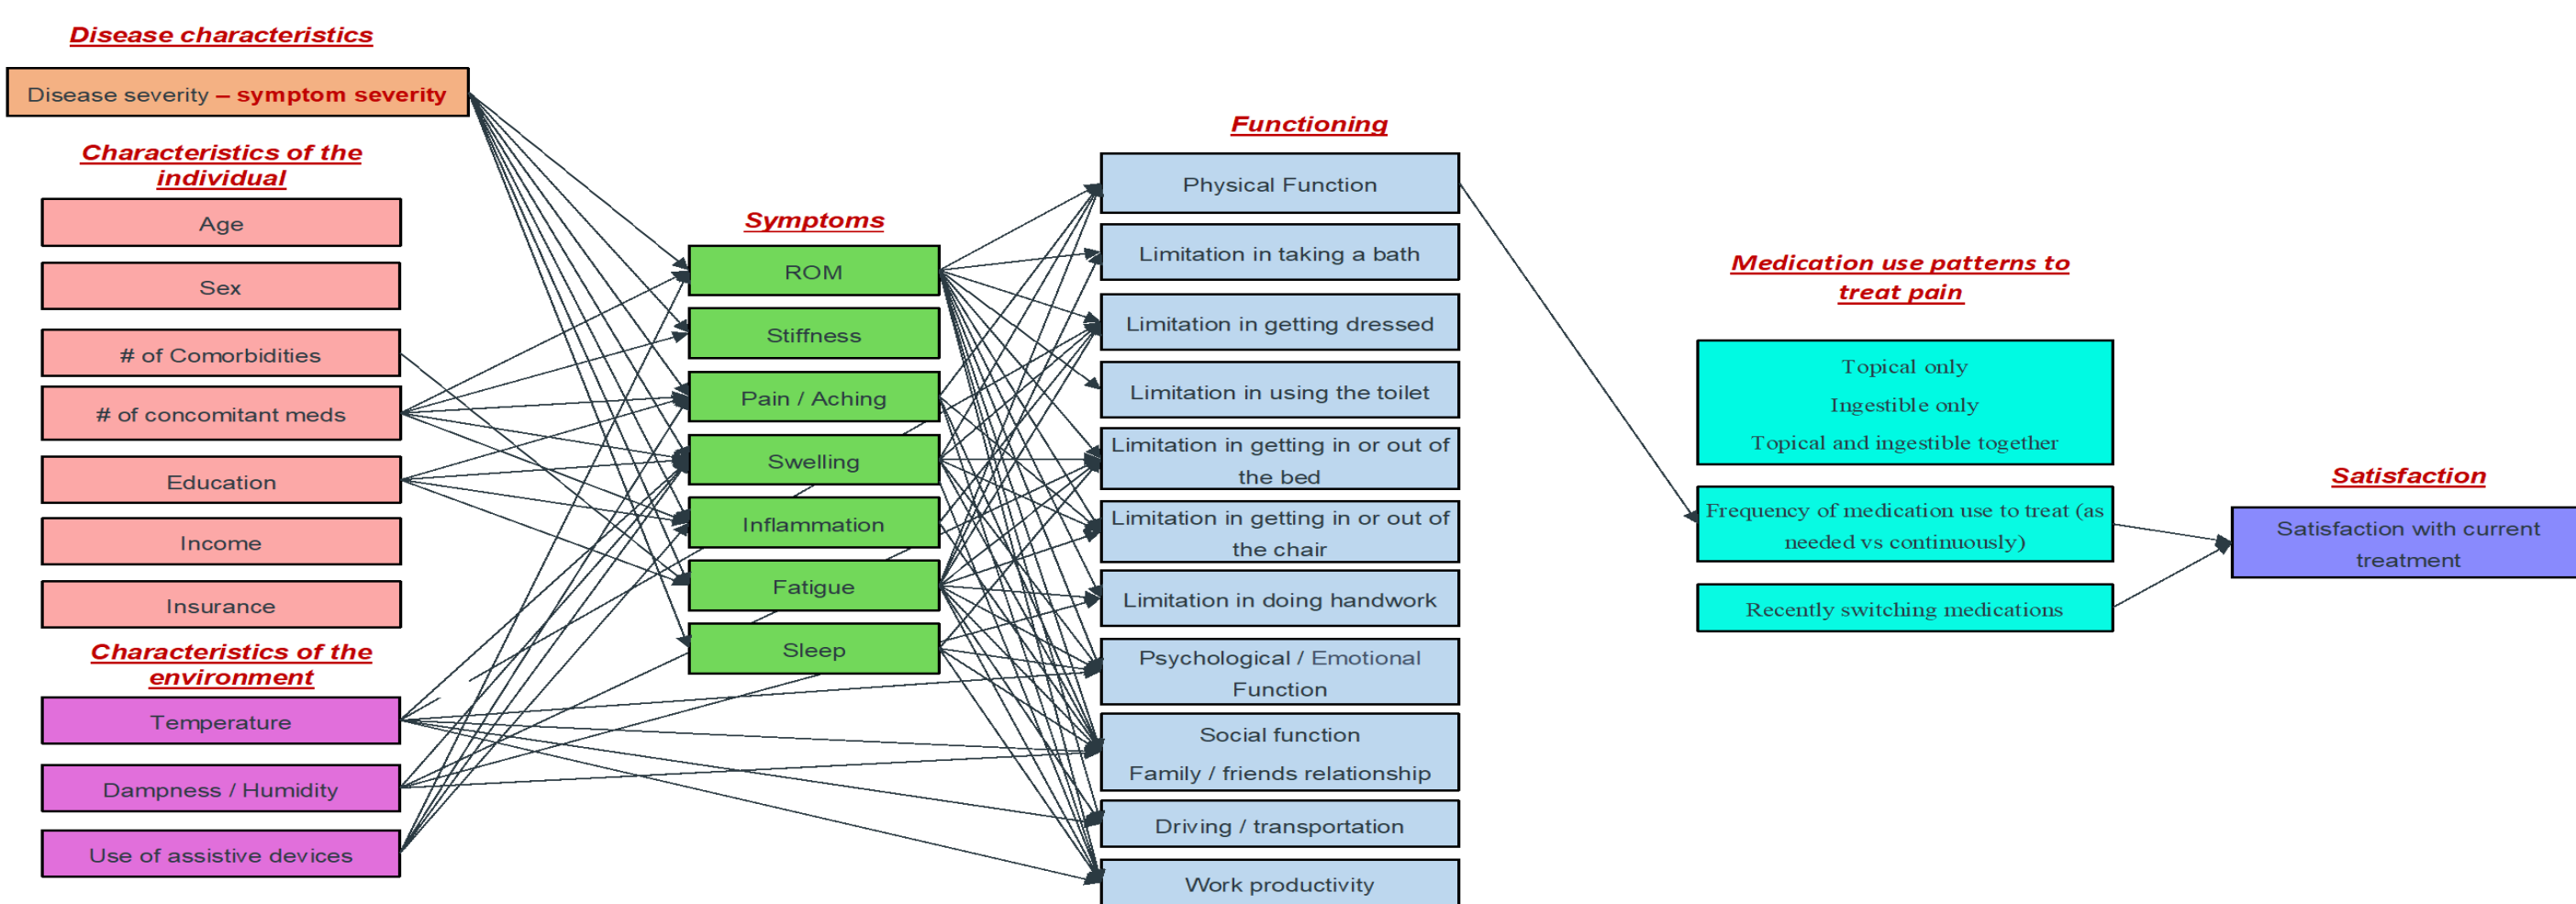 Disease characteristics
Disease severity – symptom severity
Characteristics of the
individual
Age
Sex
# of Comorbidities
# of concomitant meds
Education
Income
Insurance
Characteristics of the
environment
Temperature
Dampness / Humidity
Use of assistive devices
Symptoms
ROM
Stiffness
Pain / Aching
Swelling
Inflammation
Fatigue
Sleep
Functioning
Physical Function
Limitation in taking a bath
Limitation in getting dressed
Limitation in using the toilet
Limitation in getting in or out of
the bed
Limitation in getting in or out of
the chair
Limitation in doing handwork
Psychological / Emotional
Function
Social function
Family / friends relationship
Driving / transportation
Work productivity
Medication use patterns to
treat pain
Topical only
Ingestible only
Topical and ingestible together
Frequency of medication use to treat (as
needed vs continuously)
Recently switching medications
Satisfaction
Satisfaction with current
treatment